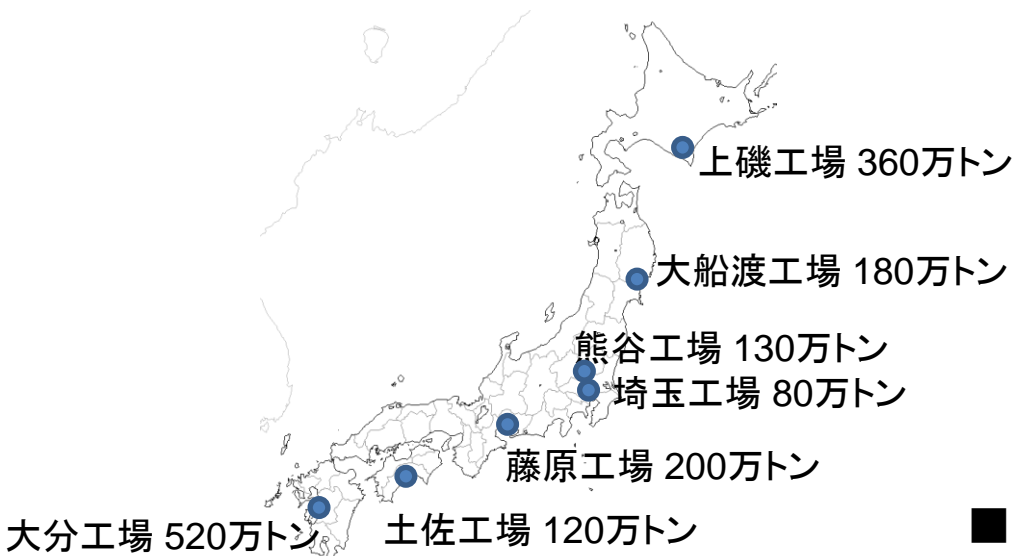 上磯工場 360万トン
大船渡工場 180万トン
熊谷工場 130万トン
埼玉工場 80万トン
藤原工場 200万トン
大分工場 520万トン
土佐工場 120万トン